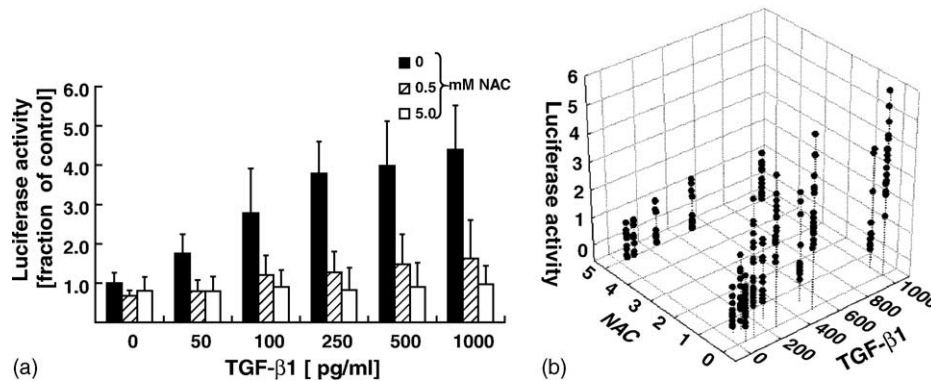 (a)
Luciferase activity
[fraction of control]
6.0
5.0
4.0
3.0
2.0
1.0
0
0.5
5.0
mM NAC
0 50 100 250 500 1000
TGF-β1 [ pg/ml]
(b)
Luciferase activity
6
5
4
3
2
1
0
5 4 3 2 1 0
NAC
0 200 400 600 800 1000
TGF-β1